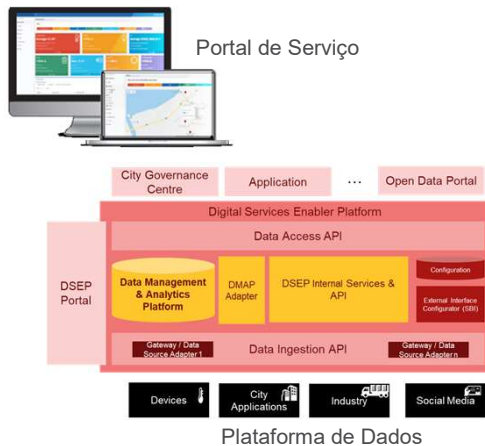 Portal de Serviço
City Governance
Centre
Application
...
Open Data Portal
Digital Services Enabler Platform
Data Access API
DSEP
Portal
Data Management
& Analytics
Platform
DMAP
Adapter
DSEP Internal Services &
API
Configuration
External Interface
Configurator (SBI)
Gateway / Data
Source Adapter 1
Data Ingestion API
Gateway / Data
Source Adapter n
Devices
City
Applications
Industry
Social Media
Plataforma de Dados